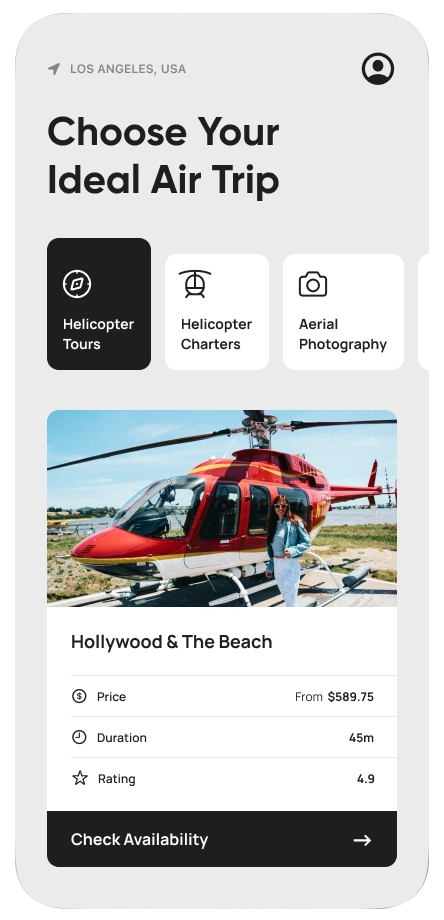 LOS ANGELES, USA
Choose Your
Ideal Air Trip
Helicopter
Tours
Helicopter
Charters
Aerial
Photography
Hollywood & The Beach
Price From $589.75
Duration 45m
Rating 4.9
Check Availability →